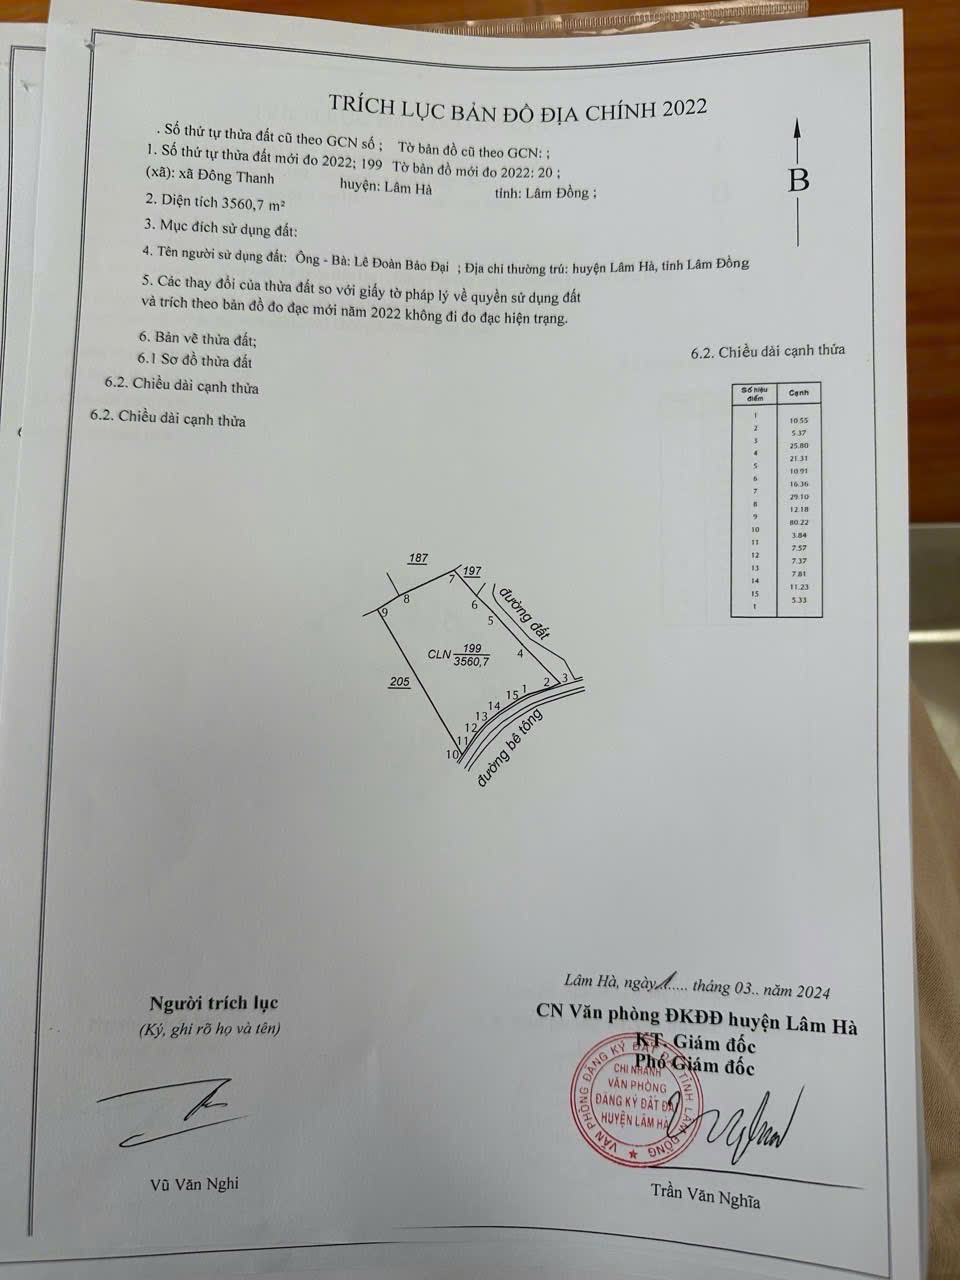 TRÍCH LỤC BẢN ĐỒ ĐỊA CHÍNH 2022
. Số thứ tự thửa đất cũ theo GCN số ; Tờ bản đồ cũ theo GCN: ;
1. Số thứ tự thửa đất mới đo 2022; 199 Tờ bản đồ mới đo 2022: 20 ;
(xã): xã Đông Thanh huyện: Lâm Hà tỉnh: Lâm Đồng ;
2. Diện tích 3560,7 m²
3. Mục đích sử dụng đất:
4. Tên người sử dụng đất: Ông - Bà: Lê Đoàn Bảo Đại ; Địa chỉ thường trú: huyện Lâm Hà, tỉnh Lâm Đồng
5. Các thay đổi của thửa đất so với giấy tờ pháp lý về quyền sử dụng đất
và trích theo bản đồ đo đạc mới năm 2022 không đi đo đạc hiện trạng.
6. Bản vẽ thửa đất;
6.1 Sơ đồ thửa đất
6.2. Chiều dài cạnh thửa
6.2. Chiều dài cạnh thửa
B
6.2. Chiều dài cạnh thửa
Số hiệu điểm Cạnh
1
10.55
2
5.37
3
25.80
4
21.31
5
10.91
6
16.36
7
29.10
8
12.18
9
80.22
10
3.84
11
7.57
12
7.37
13
7.81
14
11.23
15
5.33
1
187
7 197
8
9
6
5
đường đất
CLN 199
3560,7
4
205
3
2
1
15
14
13
12
11
10
đường bê tông
Lâm Hà, ngày..... tháng 03.. năm 2024
Người trích lục
(Ký, ghi rõ họ và tên)
CN Văn phòng ĐKĐĐ huyện Lâm Hà
KT. Giám đốc
Phó Giám đốc
VĂN PHÒNG ĐĂNG KÝ ĐẤT ĐAI TỈNH LÂM ĐỒNG
CHI NHÁNH
VĂN PHÒNG
ĐĂNG KÝ ĐẤT ĐAI
HUYỆN LÂM HÀ
Vũ Văn Nghi
Trần Văn Nghĩa